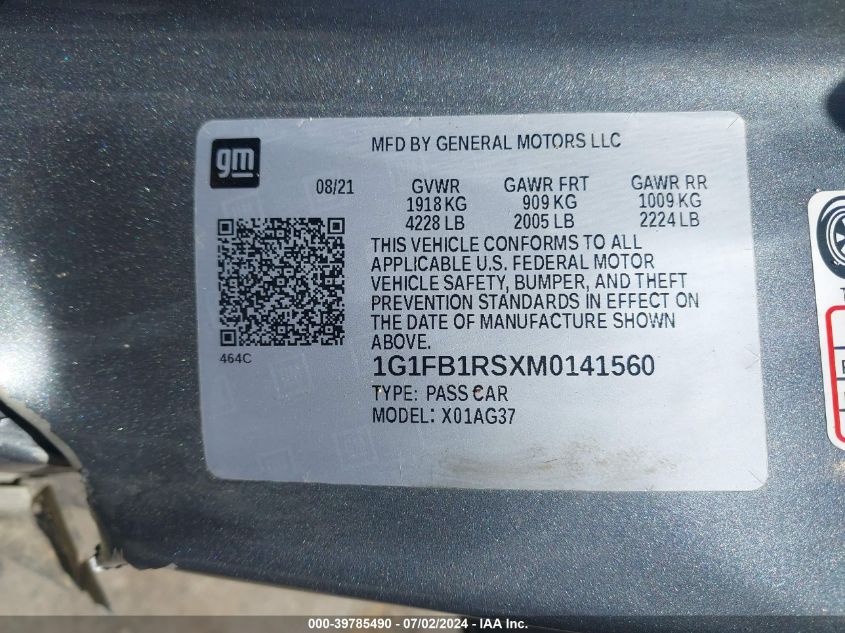 gm
MFD BY GENERAL MOTORS LLC
08/21 GVWR GAWR FRT GAWR RR
1918 KG 909 KG 1009 KG
4228 LB 2005 LB 2224 LB
THIS VEHICLE CONFORMS TO ALL
APPLICABLE U.S. FEDERAL MOTOR
VEHICLE SAFETY, BUMPER, AND THEFT
PREVENTION STANDARDS IN EFFECT ON
THE DATE OF MANUFACTURE SHOWN
ABOVE.
464C
1G1FB1RSXM0141560
TYPE: PASS CAR
MODEL: X01AG37
000-39785490 - 07/02/2024 - IAA Inc.